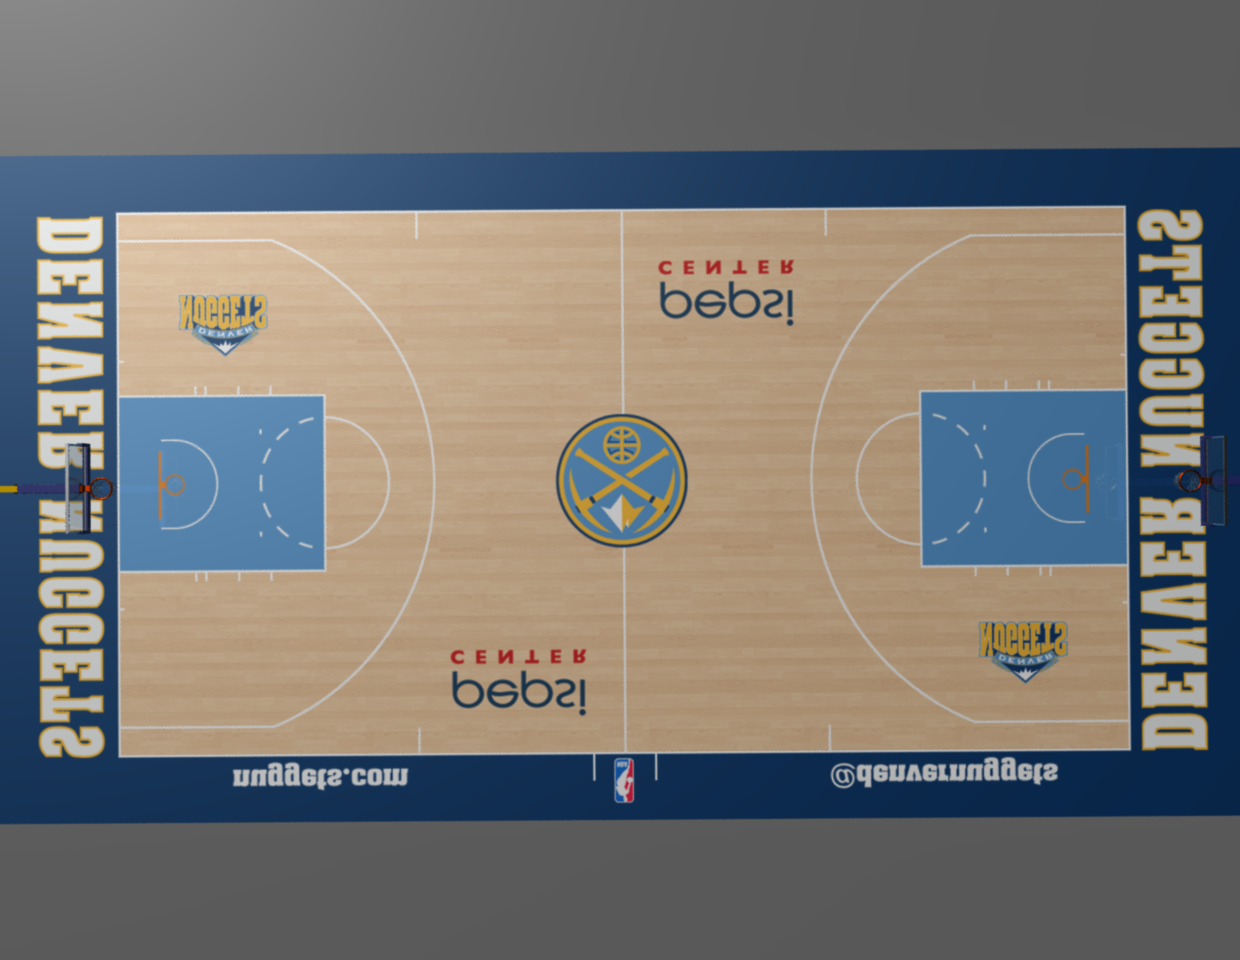 DENVER NUGGETS
CENTER
pepsi
NUGGETS
DENVER
DENVER NUGGETS
CENTER
pepsi
NUGGETS
DENVER
nuggets.com
NBA
@denvernuggets